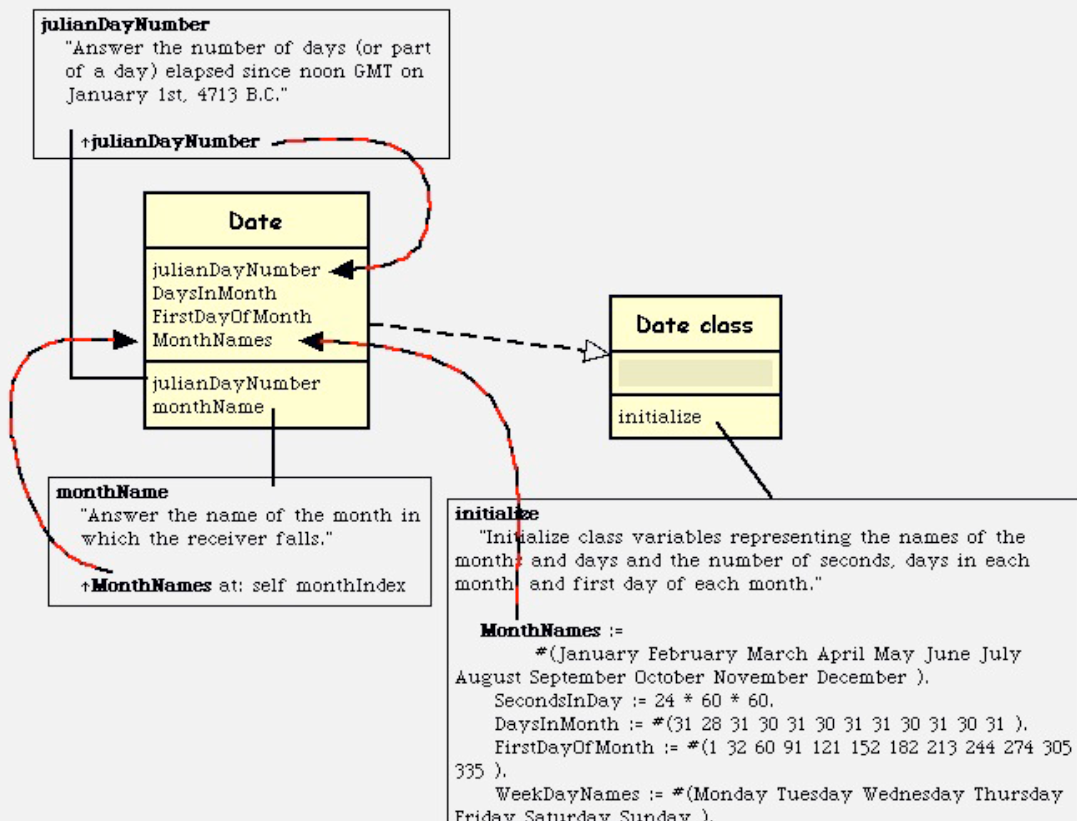 julianDayNumber
"Answer the number of days (or part
of a day) elapsed since noon GMT on
January 1st, 4713 B.C."
↑julianDayNumber
Date
julianDayNumber
DaysInMonth
FirstDayOfMonth
MonthNames
julianDayNumber
monthName
Date class
initialize
monthName
"Answer the name of the month in
which the receiver falls."
↑MonthNames at: self monthIndex
initialize
"Initialize class variables representing the names of the
months and days and the number of seconds, days in each
month, and first day of each month."
MonthNames :=
#(January February March April May June July
August September October November December ).
SecondsInDay := 24 * 60 * 60.
DaysInMonth := #(31 28 31 30 31 30 31 31 30 31 30 31 ).
FirstDayOfMonth := #(1 32 60 91 121 152 182 213 244 274 305
335 ).
WeekDayNames := #(Monday Tuesday Wednesday Thursday
Friday Saturday Sunday ).